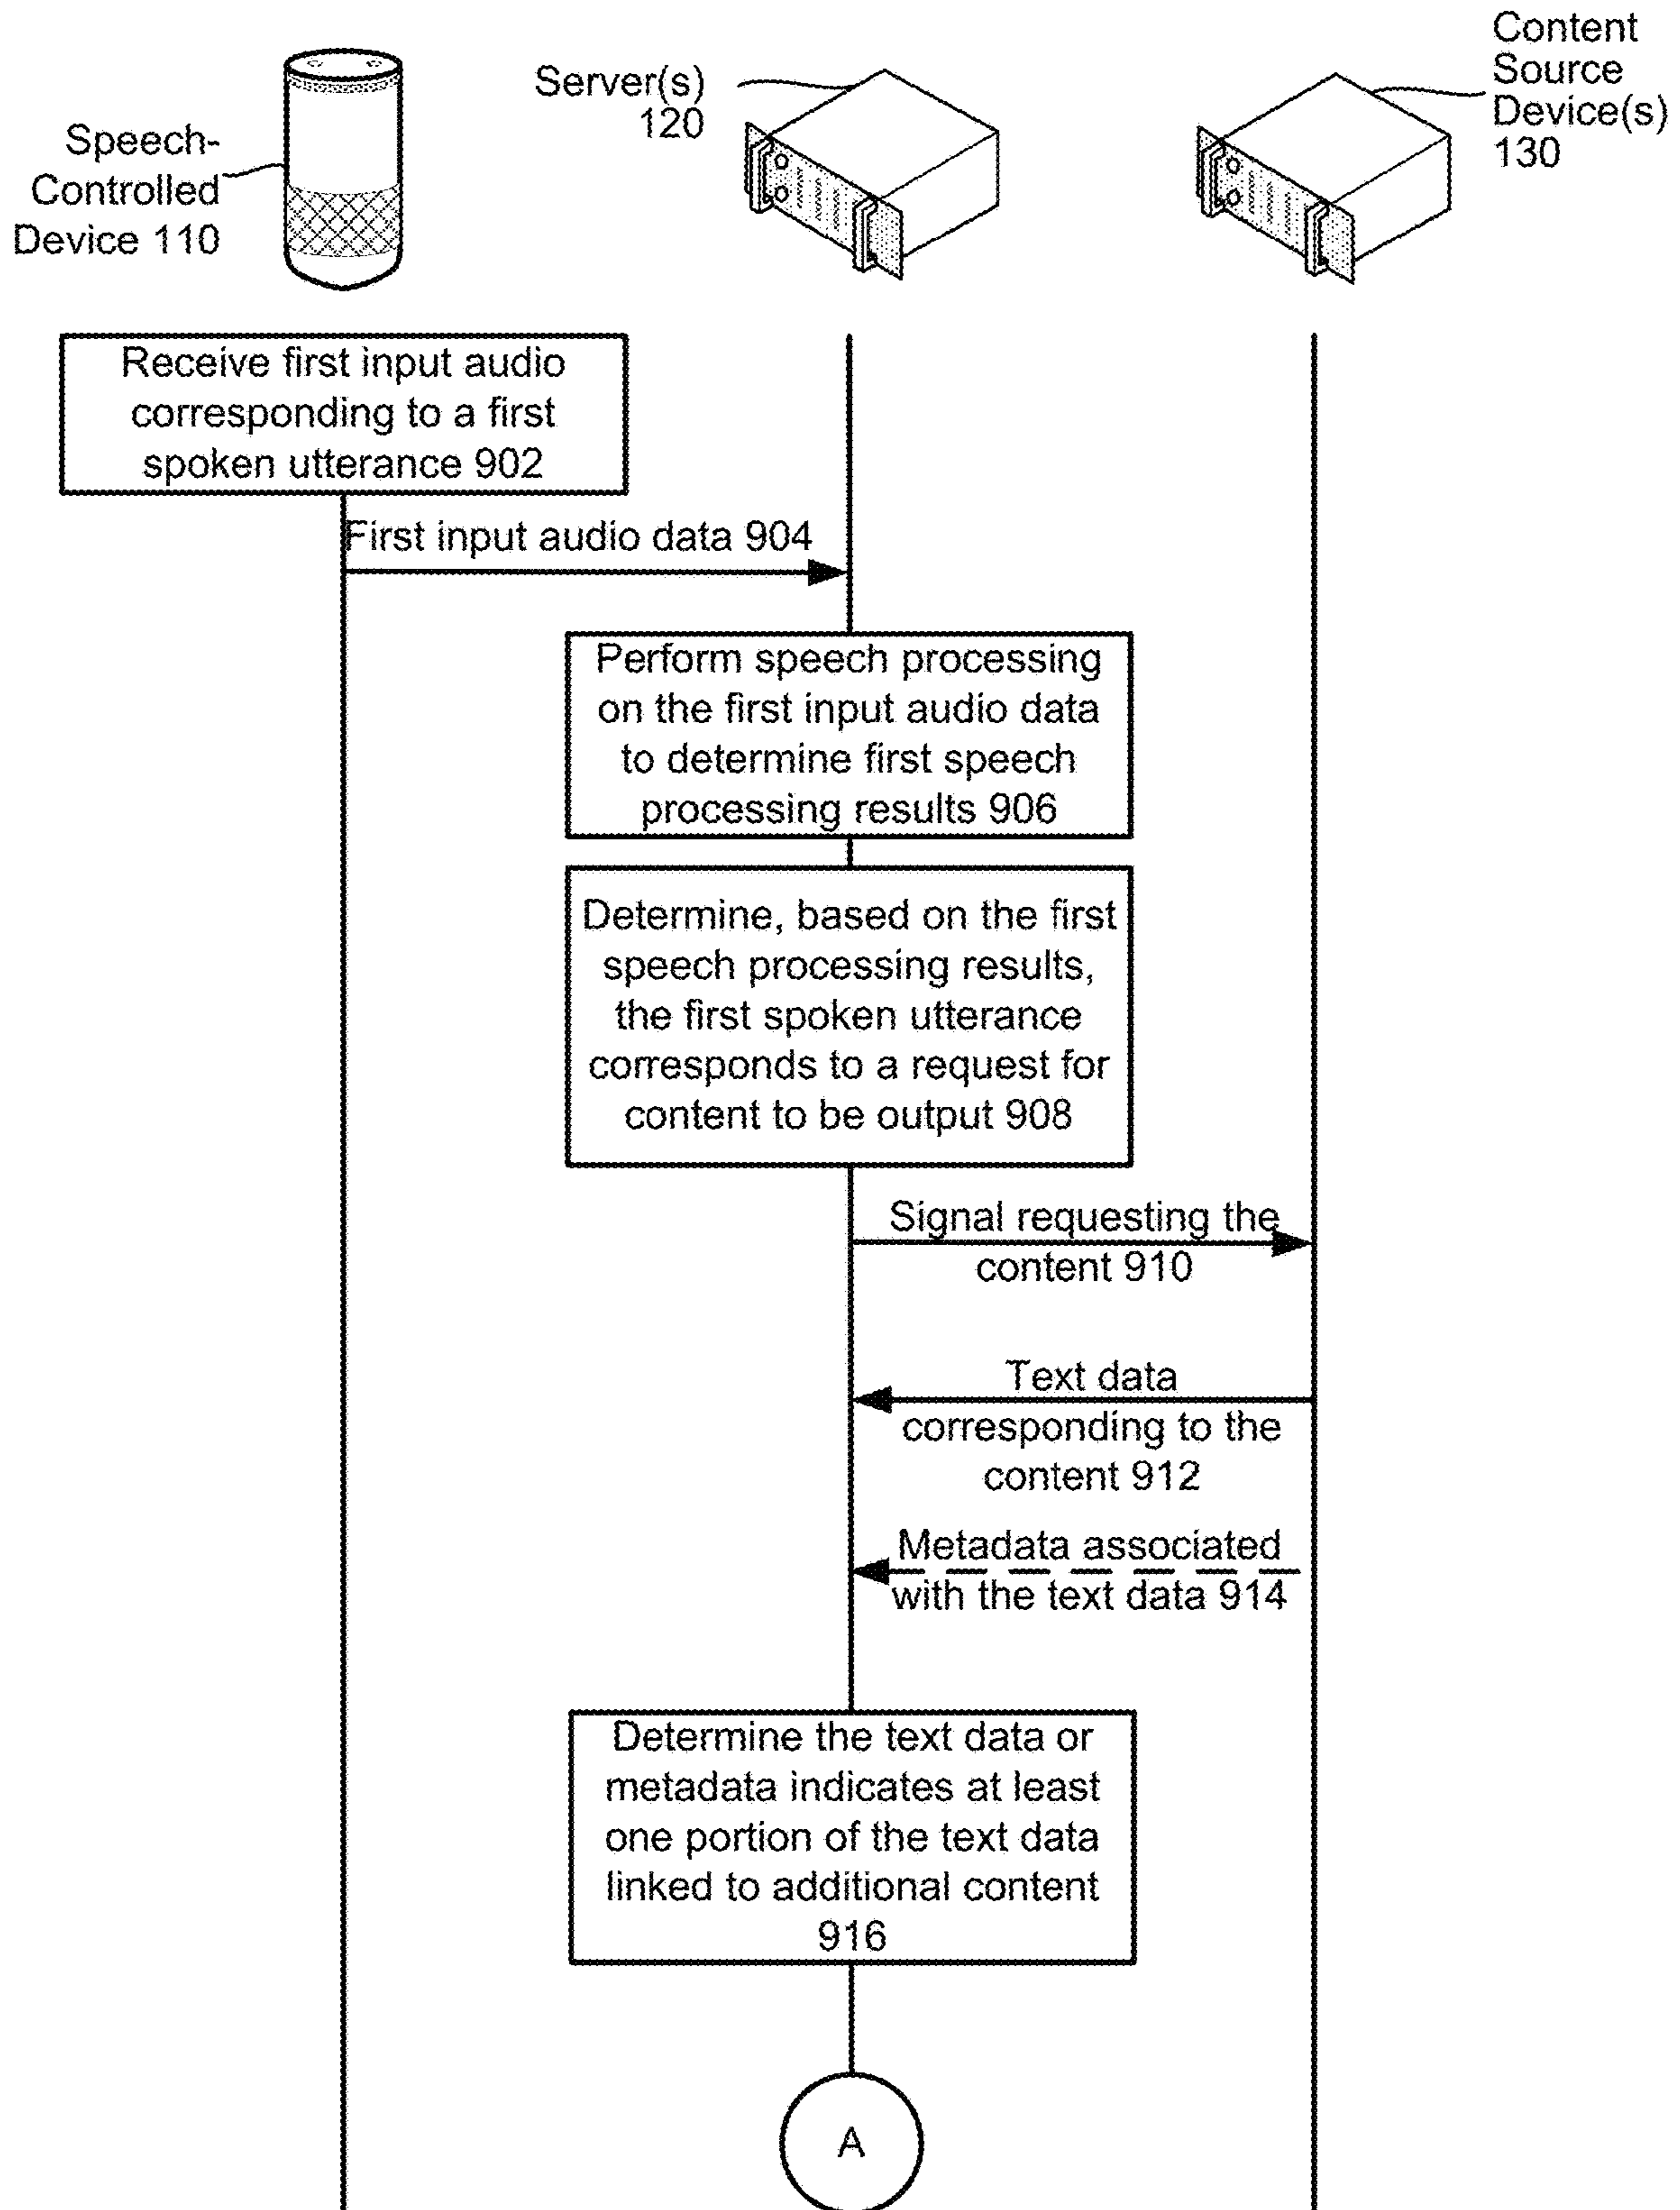 Speech-
Controlled
Device 110
Server(s)
120
Content
Source
Device(s)
130
Receive first input audio
corresponding to a first
spoken utterance 902
First input audio data 904
Perform speech processing
on the first input audio data
to determine first speech
processing results 906
Determine, based on the first
speech processing results,
the first spoken utterance
corresponds to a request for
content to be output 908
Signal requesting the
content 910
Text data
corresponding to the
content 912
Metadata associated
with the text data 914
Determine the text data or
metadata indicates at least
one portion of the text data
linked to additional content
916
A